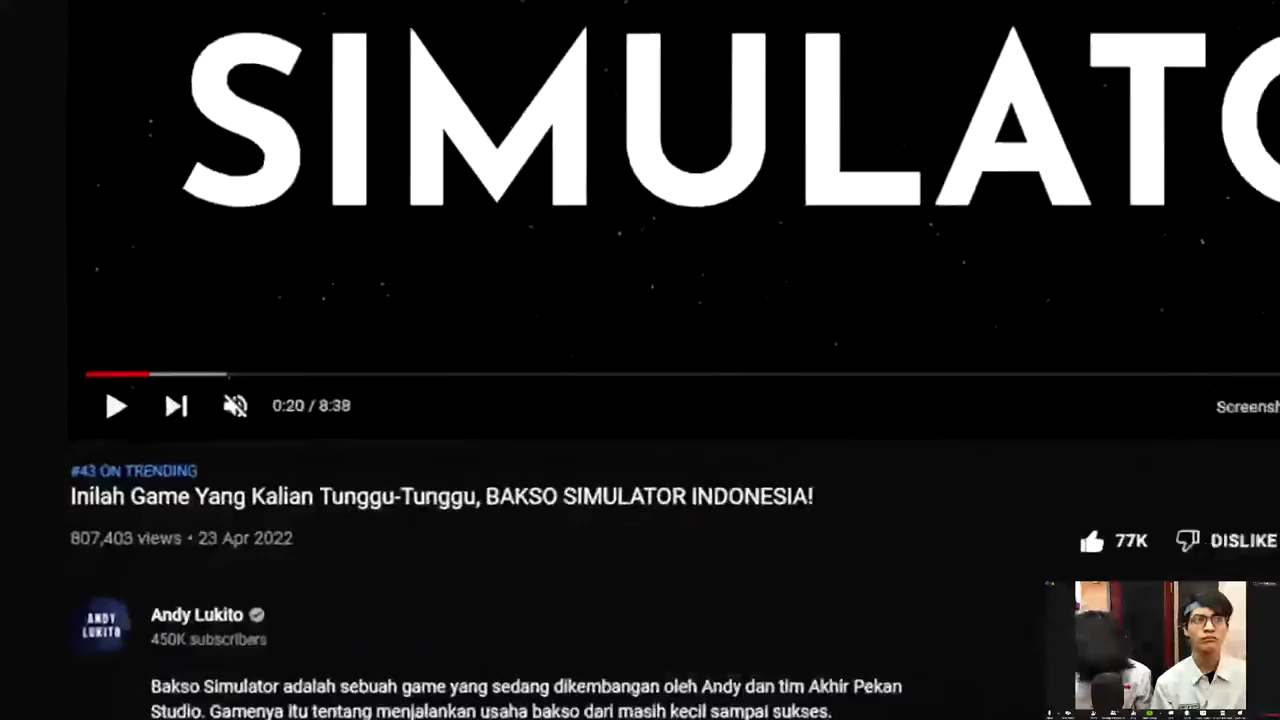 SIMULATO
0:20 / 8:38
Screensh
#43 ON TRENDING
Inilah Game Yang Kalian Tunggu-Tunggu, BAKSO SIMULATOR INDONESIA!
807,403 views • 23 Apr 2022
77K
DISLIKE
ANDY
LUKITO
Andy Lukito
450K subscribers
Bakso Simulator adalah sebuah game yang sedang dikembangan oleh Andy dan tim Akhir Pekan
Studio. Gamenya itu tentang menjalankan usaha bakso dari masih kecil sampai sukses.